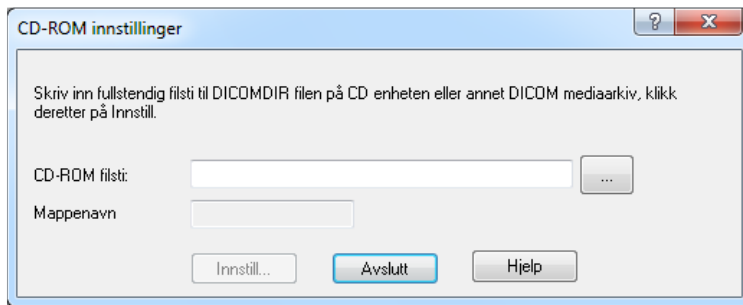 CD-ROM innstillinger
Skriv inn fullstendig filsti til DICOMDIR filen på CD enheten eller annet DICOM mediaarkiv, klikk
deretter på Innstill.
CD-ROM filsti:
...
Mappenavn
Innstill...
Avslutt
Hjelp